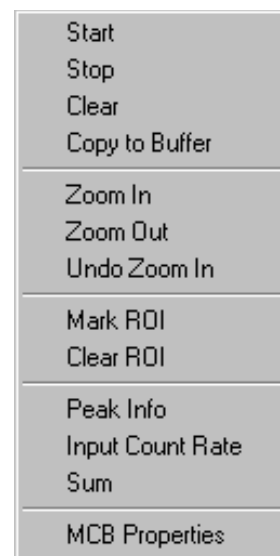 Start
Stop
Clear
Copy to Buffer
Zoom In
Zoom Out
Undo Zoom In
Mark ROI
Clear ROI
Peak Info
Input Count Rate
Sum
MCB Properties